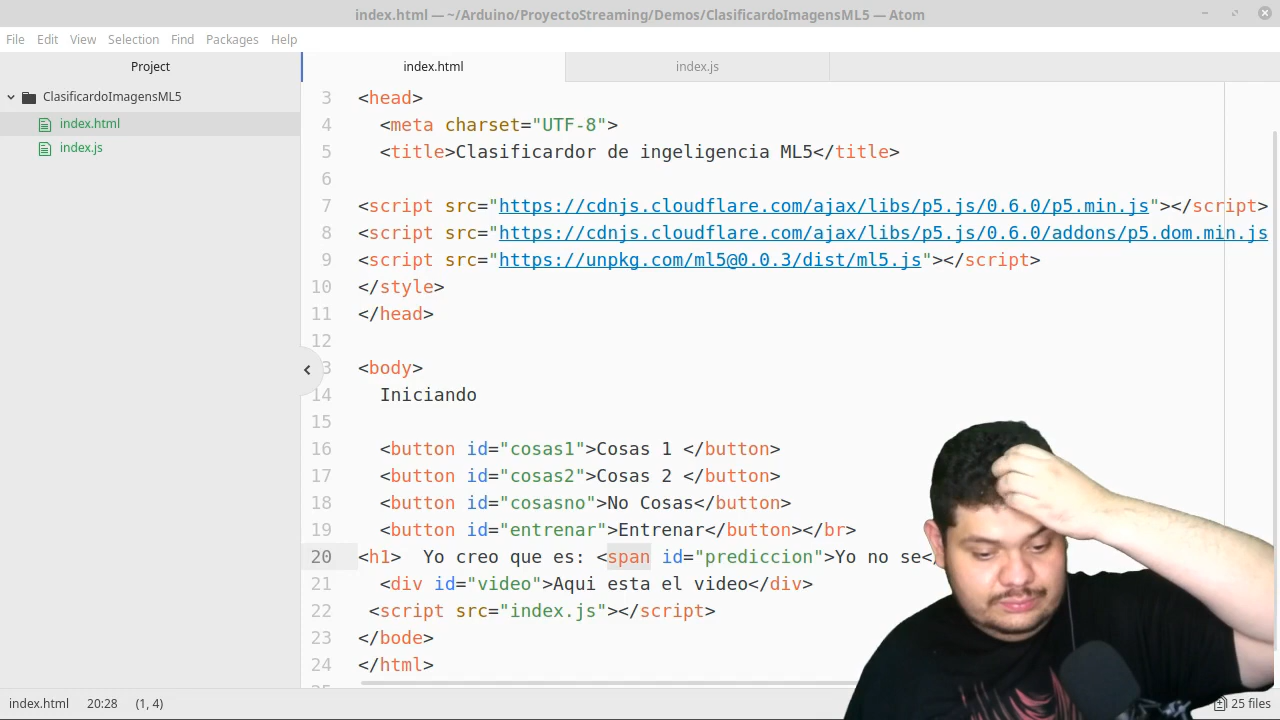 index.html — ~/Arduino/ProyectoStreaming/Demos/ClasificardoImagensML5 — Atom
File Edit View Selection Find Packages Help
Project
index.html
index.js
ClasificardoImagensML5
index.html
index.js
3 <head>
4 <meta charset="UTF-8">
5 <title>Clasificardor de ingeligencia ML5</title>
6
7 <script src="https://cdnjs.cloudflare.com/ajax/libs/p5.js/0.6.0/p5.min.js"></script>
8 <script src="https://cdnjs.cloudflare.com/ajax/libs/p5.js/0.6.0/addons/p5.dom.min.js
9 <script src="https://unpkg.com/ml5@0.0.3/dist/ml5.js"></script>
10 </style>
11 </head>
12
3 <body>
14 Iniciando
15
16 <button id="cosas1">Cosas 1 </button>
17 <button id="cosas2">Cosas 2 </button>
18 <button id="cosasno">No Cosas</button>
19 <button id="entrenar">Entrenar</button></br>
20 <h1> Yo creo que es: <span id="prediccion">Yo no se</
21 <div id="video">Aqui esta el video</div>
22 <script src="index.js"></script>
23 </bode>
24 </html>
index.html 20:28 (1, 4)
25 files